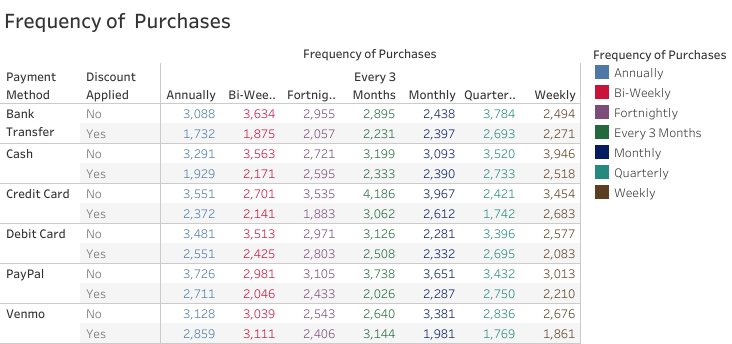 Frequency of Purchases
Frequency of Purchases
Payment Method Discount Applied Annually Bi-Wee.. Fortnig.. Every 3 Months Monthly Quarter.. Weekly
Bank Transfer No 3,088 3,634 2,955 2,895 2,438 3,784 2,494
Yes 1,732 1,875 2,057 2,231 2,397 2,693 2,271
Cash No 3,291 3,563 2,721 3,199 3,093 3,520 3,946
Yes 1,929 2,171 2,595 2,333 2,390 2,733 2,518
Credit Card No 3,551 2,701 3,535 4,186 3,967 2,421 3,454
Yes 2,372 2,141 1,883 3,062 2,612 1,742 2,683
Debit Card No 3,481 3,513 2,971 3,126 2,281 3,396 2,577
Yes 2,551 2,425 2,803 2,508 2,332 2,695 2,083
PayPal No 3,726 2,981 3,105 3,738 3,651 3,432 3,013
Yes 2,711 2,046 2,433 2,026 2,287 2,750 2,210
Venmo No 3,128 3,039 2,543 2,640 3,381 2,836 2,676
Yes 2,859 3,111 2,406 3,144 1,981 1,769 1,861
Frequency of Purchases
Annually
Bi-Weekly
Fortnightly
Every 3 Months
Monthly
Quarterly
Weekly